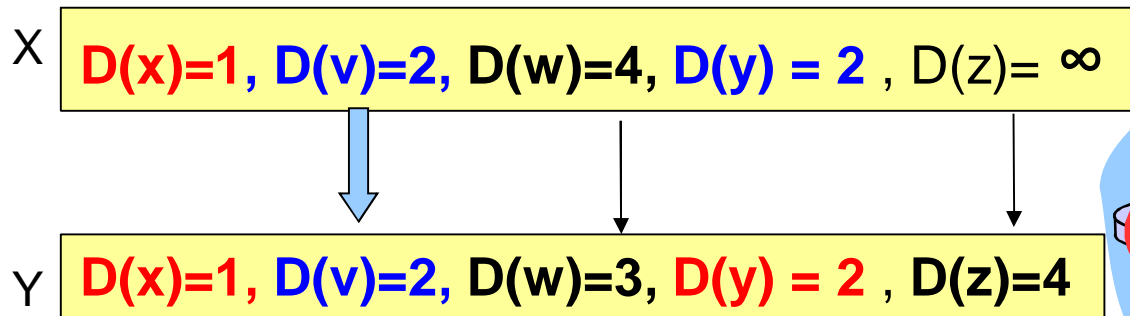 X D(x)=1, D(v)=2, D(w)=4, D(y) = 2 , D(z)= ∞
Y D(x)=1, D(v)=2, D(w)=3, D(y) = 2 , D(z)=4